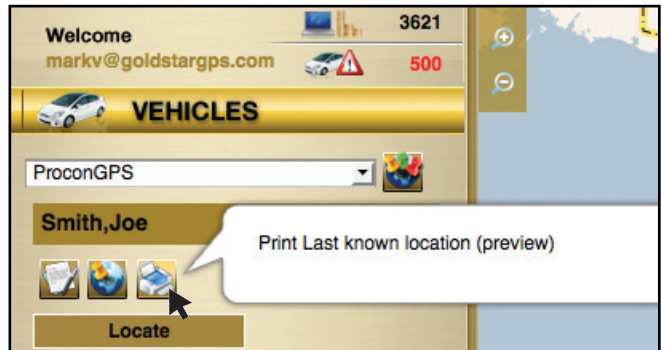 Welcome
3621
markv@goldstargps.com
500
VEHICLES
ProconGPS
Smith,Joe
Print Last known location (preview)
Locate